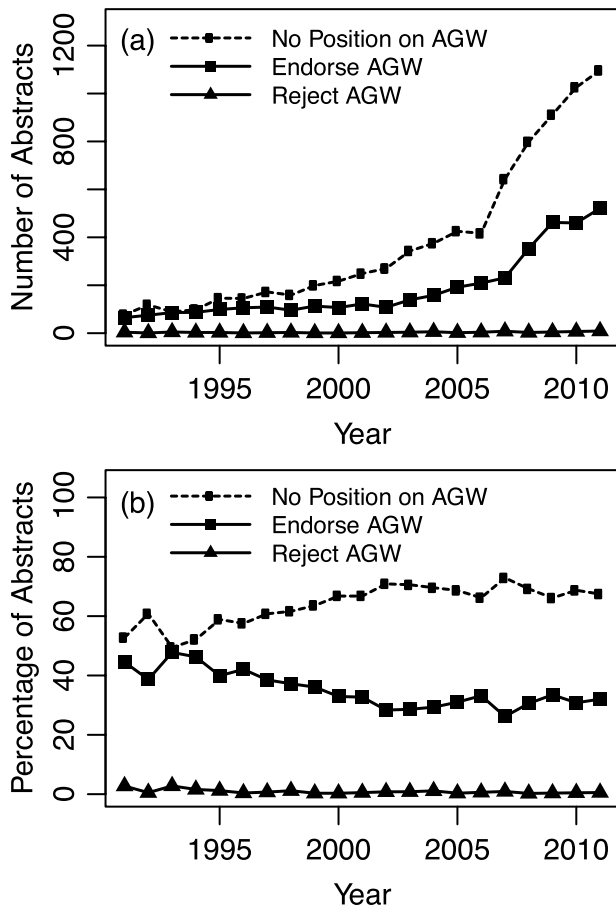 (a)
No Position on AGW
Endorse AGW
Reject AGW
Number of Abstracts
0 400 800 1200
1995 2000 2005 2010
Year
(b)
No Position on AGW
Endorse AGW
Reject AGW
Percentage of Abstracts
0 20 40 60 80 100
1995 2000 2005 2010
Year